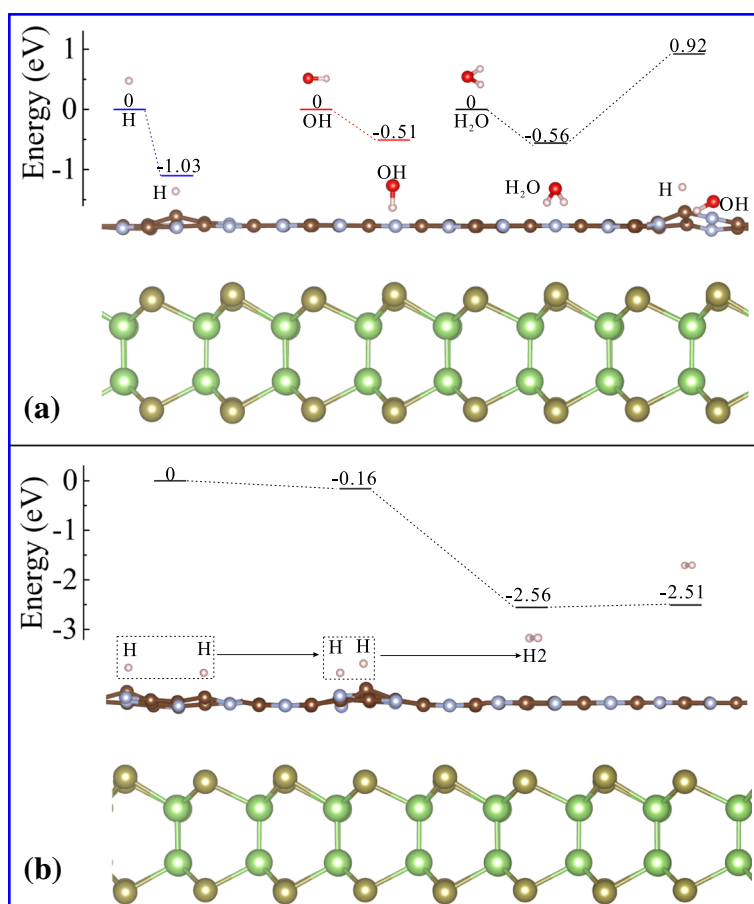 Energy (eV)
1
0
-1
0
H
-1.03
H
0
OH
-0.51
OH
0
H₂O
-0.56
H₂O
0.92
H
OH
(a)
Energy (eV)
0
-1
-2
-3
0
-0.16
-2.56
-2.51
H H
H H
H2
(b)